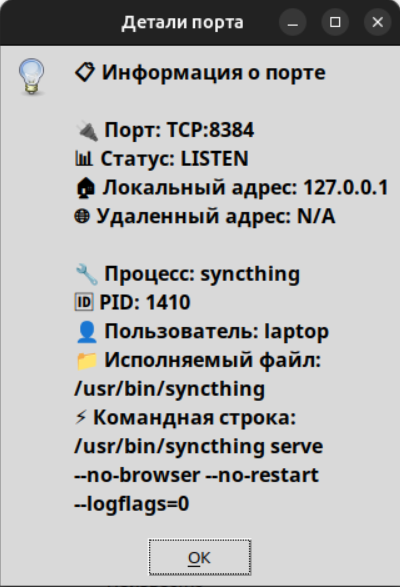 Детали порта
📋 Информация о порте
🔌 Порт: TCP:8384
📊 Статус: LISTEN
🏠 Локальный адрес: 127.0.0.1
🌐 Удаленный адрес: N/A
🔧 Процесс: syncthing
🆔 PID: 1410
👤 Пользователь: laptop
📁 Исполняемый файл:
/usr/bin/syncthing
⚡ Командная строка:
/usr/bin/syncthing serve
--no-browser --no-restart
--logflags=0
OK